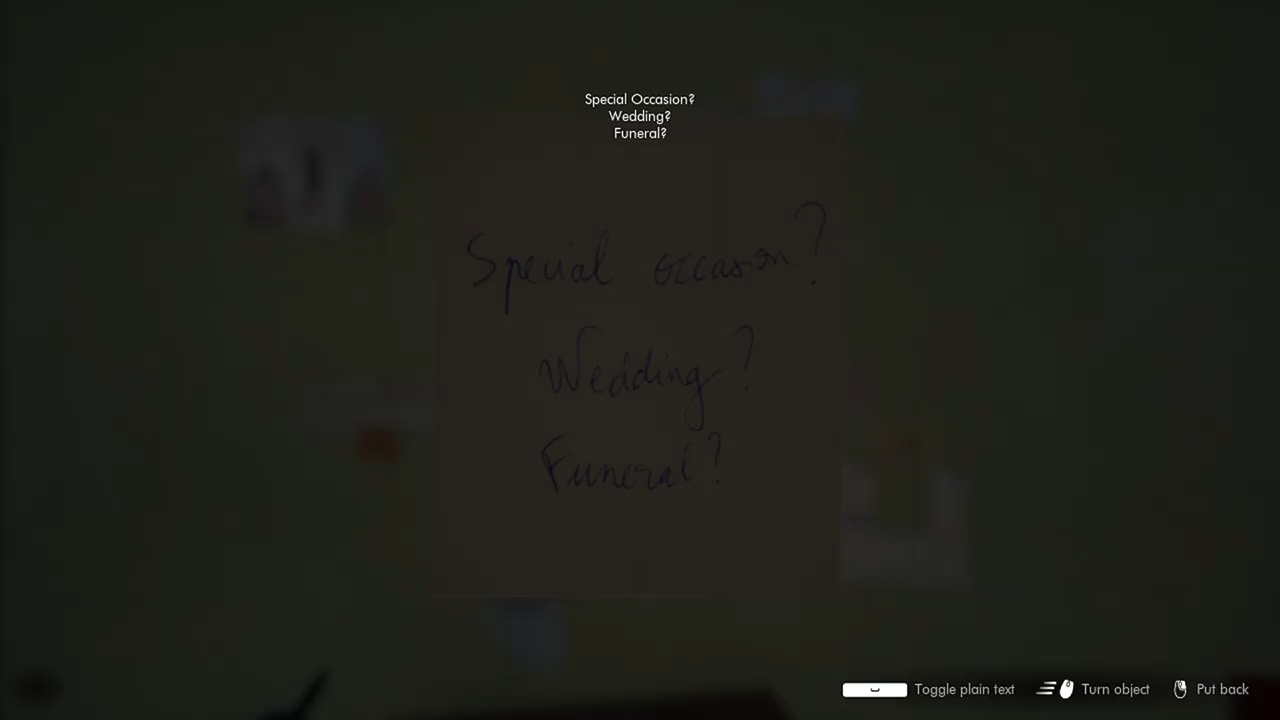 Special Occasion?
Wedding?
Funeral?
Special occasion?
Wedding?
Funeral?
Toggle plain text
Turn object
Put back